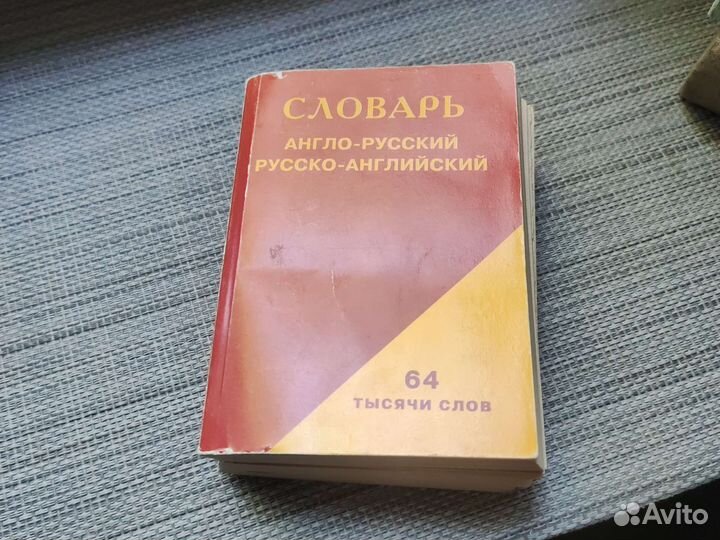 СЛОВАРЬ
АНГЛО-РУССКИЙ
РУССКО-АНГЛИЙСКИЙ
64
ТЫСЯЧИ СЛОВ
Avito